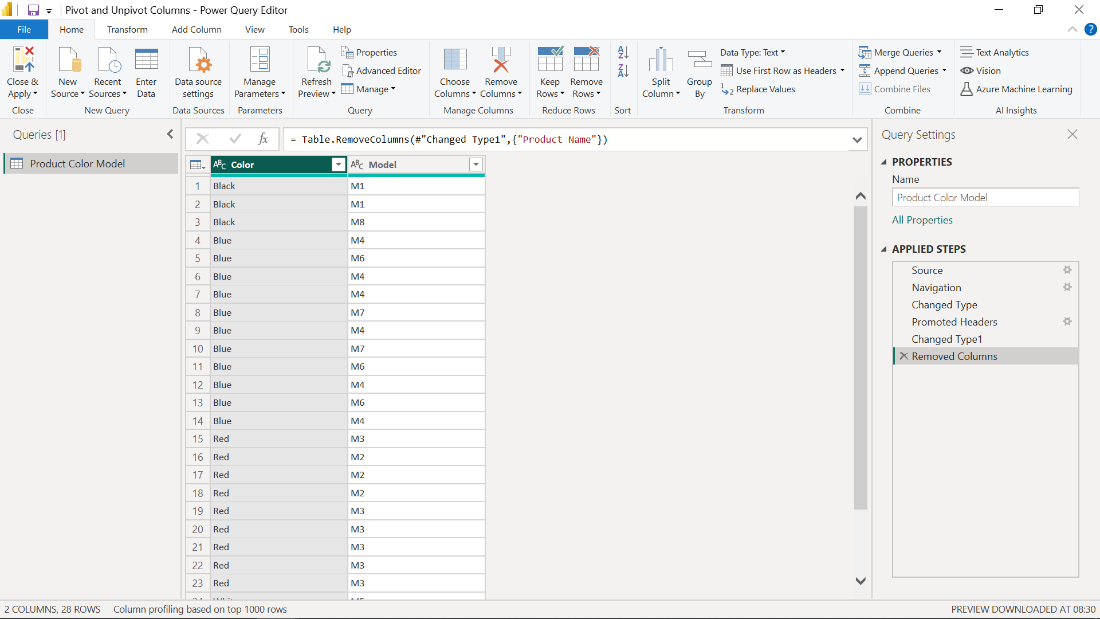 Pivot and Unpivot Columns - Power Query Editor
File Home Transform Add Column View Tools Help
Close & Apply
New Source
Recent Sources
Enter Data
Data source settings
Manage Parameters
Refresh Preview
Properties
Advanced Editor
Manage
Choose Columns
Remove Columns
Keep Rows
Remove Rows
Split Column
Group By
Data Type: Text
Use First Row as Headers
Replace Values
Merge Queries
Append Queries
Combine Files
Text Analytics
Vision
Azure Machine Learning
Close New Query Data Sources Parameters Query Manage Columns Reduce Rows Sort Transform Combine AI Insights
Queries [1]
Product Color Model
fx = Table.RemoveColumns(#"Changed Type1",{"Product Name"})
ABC Color ABC Model
1 Black M1
2 Black M1
3 Black M8
4 Blue M4
5 Blue M6
6 Blue M4
7 Blue M4
8 Blue M7
9 Blue M4
10 Blue M7
11 Blue M6
12 Blue M4
13 Blue M6
14 Blue M4
15 Red M3
16 Red M2
17 Red M2
18 Red M2
19 Red M3
20 Red M3
21 Red M3
22 Red M3
23 Red M3
Query Settings
PROPERTIES
Name
Product Color Model
All Properties
APPLIED STEPS
Source
Navigation
Changed Type
Promoted Headers
Changed Type1
Removed Columns
2 COLUMNS, 28 ROWS Column profiling based on top 1000 rows PREVIEW DOWNLOADED AT 08:30